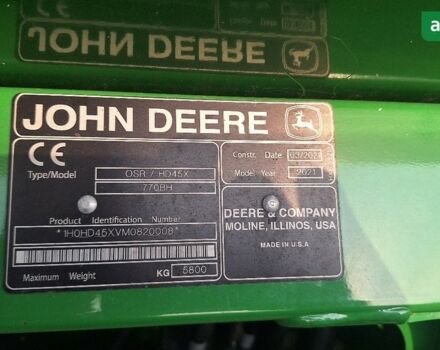 JOHN DEERE
JOHN DEERE
CE
Type/Model
OSR / HD45X
770BH
Constr. Date
Model Year 2021
Product Identification Number
*1H0HD45XVM0820008*
DEERE & COMPANY
MOLINE, ILLINOS, USA
MADE IN U.S.A
Maximum Weight KG 5800